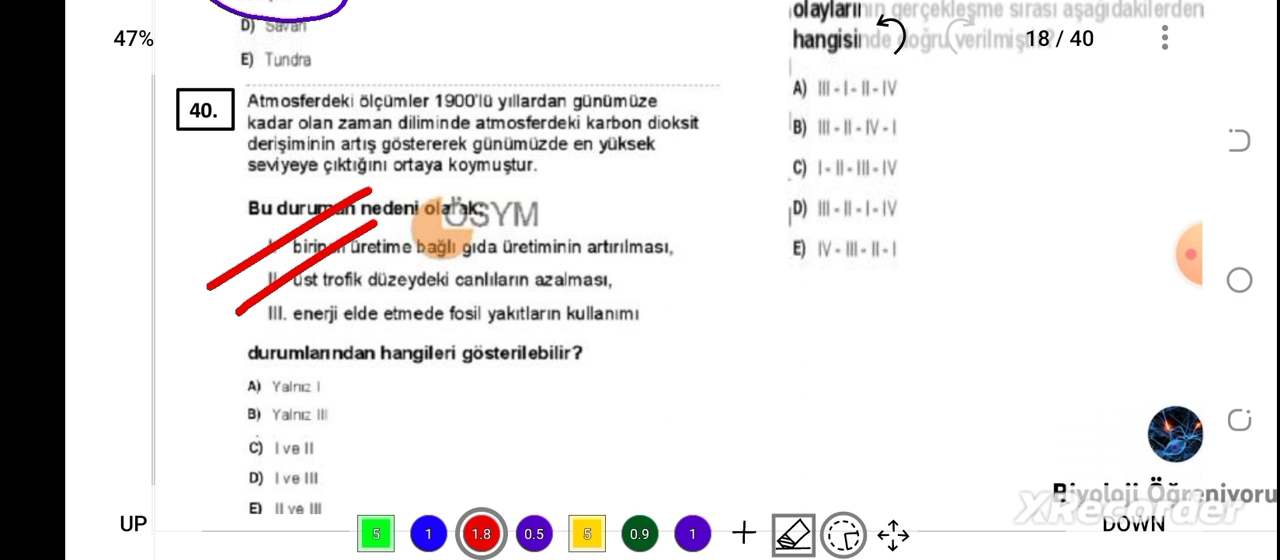 47%
D) Savan
E) Tundra
40.
Atmosferdeki ölçümler 1900'lü yıllardan günümüze
kadar olan zaman diliminde atmosferdeki karbon dioksit
derişiminin artış göstererek günümüzde en yüksek
seviyeye çıktığını ortaya koymuştur.
Bu durumun nedeni olarak;
ÖSYM
I. birincil üretime bağlı gıda üretiminin artırılması,
II. üst trofik düzeydeki canlıların azalması,
III. enerji elde etmede fosil yakıtların kullanımı
durumlarından hangileri gösterilebilir?
A) Yalnız I
B) Yalnız III
C) I ve II
D) I ve III
E) II ve III
olayların gerçekleşme sırası aşağıdakilerden
hangisinde doğru verilmiştir?
18 / 40
A) III - I - II - IV
B) III - II - IV - I
C) I - II - III - IV
D) III - II - I - IV
E) IV - III - II - I
Biyoloji Öğreniyoru
XRecorder
UP
5
1
1.8
0.5
5
0.9
1
DOWN